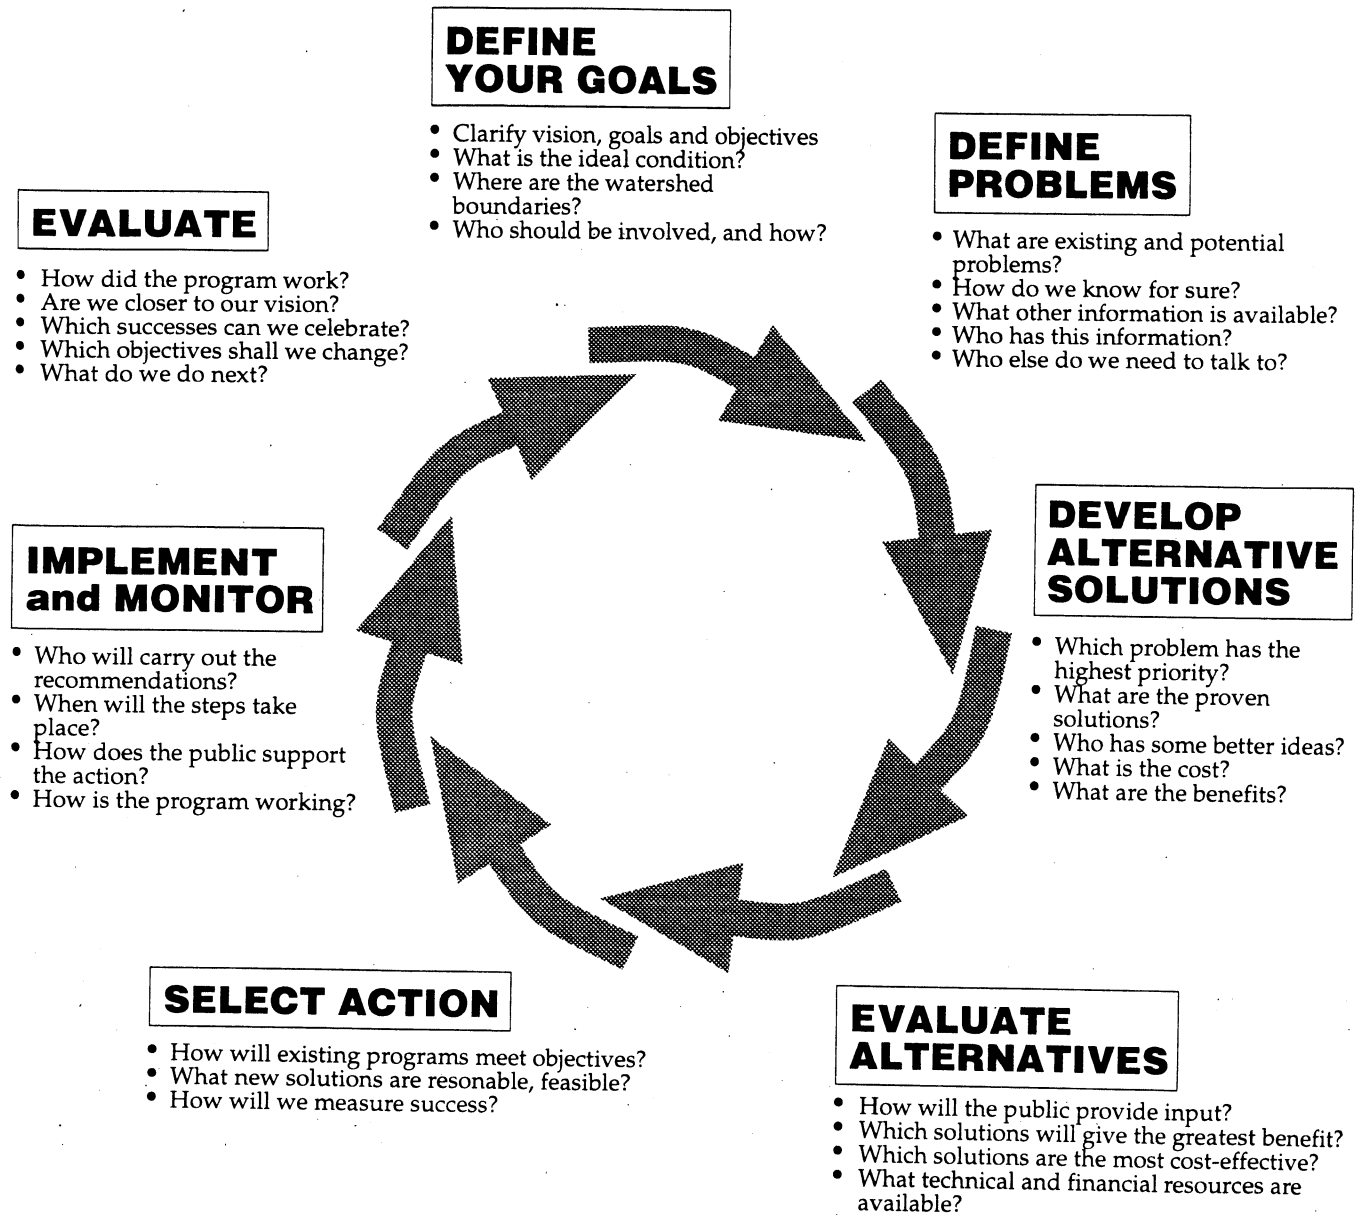 DEFINE
YOUR GOALS
• Clarify vision, goals and objectives
• What is the ideal condition?
• Where are the watershed
boundaries?
• Who should be involved, and how?
DEFINE
PROBLEMS
• What are existing and potential
problems?
• How do we know for sure?
• What other information is available?
• Who has this information?
• Who else do we need to talk to?
DEVELOP
ALTERNATIVE
SOLUTIONS
• Which problem has the
highest priority?
• What are the proven
solutions?
• Who has some better ideas?
• What is the cost?
• What are the benefits?
EVALUATE
ALTERNATIVES
• How will the public provide input?
• Which solutions will give the greatest benefit?
• Which solutions are the most cost-effective?
• What technical and financial resources are
available?
SELECT ACTION
• How will existing programs meet objectives?
• What new solutions are resonable, feasible?
• How will we measure success?
IMPLEMENT
and MONITOR
• Who will carry out the
recommendations?
• When will the steps take
place?
• How does the public support
the action?
• How is the program working?
EVALUATE
• How did the program work?
• Are we closer to our vision?
• Which successes can we celebrate?
• Which objectives shall we change?
• What do we do next?